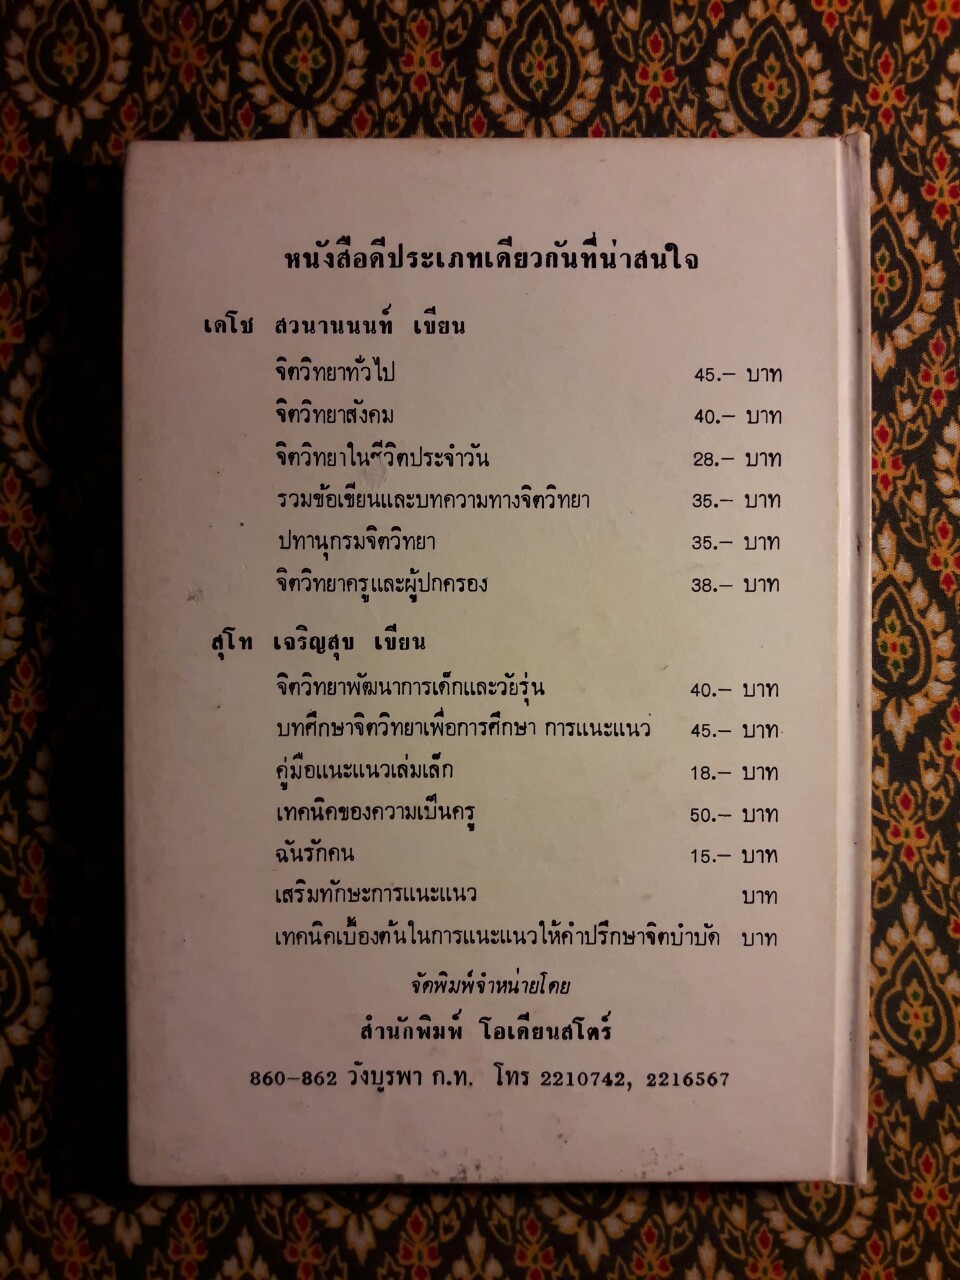 หนังสือดีประเภทเดียวกันที่น่าสนใจ
เดโช สวนานนนท์ เขียน
จิตวิทยาทั่วไป 45.– บาท
จิตวิทยาสังคม 40.– บาท
จิตวิทยาในชีวิตประจำวัน 28.– บาท
รวมข้อเขียนและบทความทางจิตวิทยา 35.– บาท
ปทานุกรมจิตวิทยา 35.– บาท
จิตวิทยาครูและผู้ปกครอง 38.– บาท
สุโท เจริญสุข เขียน
จิตวิทยาพัฒนาการเด็กและวัยรุ่น 40.– บาท
บทศึกษาจิตวิทยาเพื่อการศึกษา การแนะแนว 45.– บาท
คู่มือแนะแนวเล่มเล็ก 18.– บาท
เทคนิคของความเป็นครู 50.– บาท
ฉันรักคน 15.– บาท
เสริมทักษะการแนะแนว บาท
เทคนิคเบื้องต้นในการแนะแนวให้คำปรึกษาจิตบำบัด บาท
จัดพิมพ์จำหน่ายโดย
สำนักพิมพ์ โอเดียนสโตร์
860–862 วังบูรพา ก.ท. โทร 2210742, 2216567